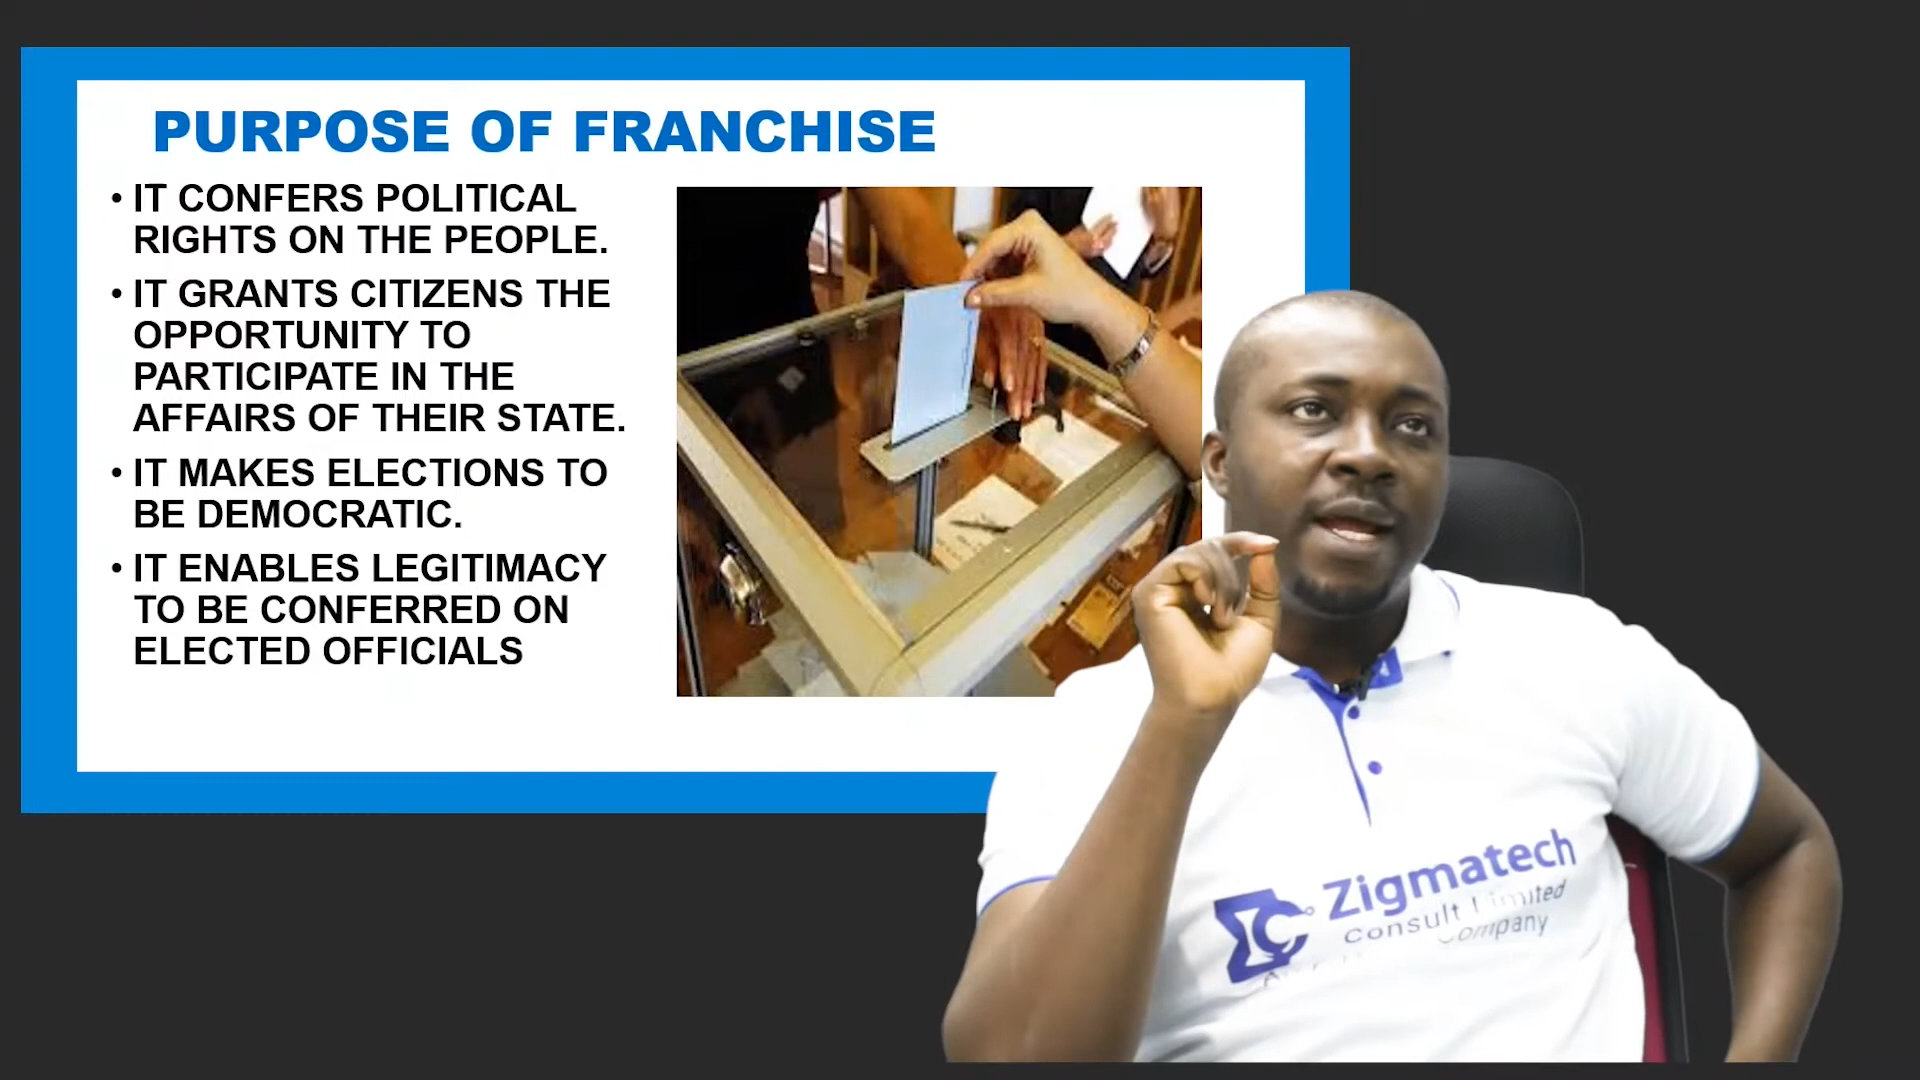 PURPOSE OF FRANCHISE
• IT CONFERS POLITICAL
RIGHTS ON THE PEOPLE.
• IT GRANTS CITIZENS THE
OPPORTUNITY TO
PARTICIPATE IN THE
AFFAIRS OF THEIR STATE.
• IT MAKES ELECTIONS TO
BE DEMOCRATIC.
• IT ENABLES LEGITIMACY
TO BE CONFERRED ON
ELECTED OFFICIALS
Zigmatech
Consult Limited
Company